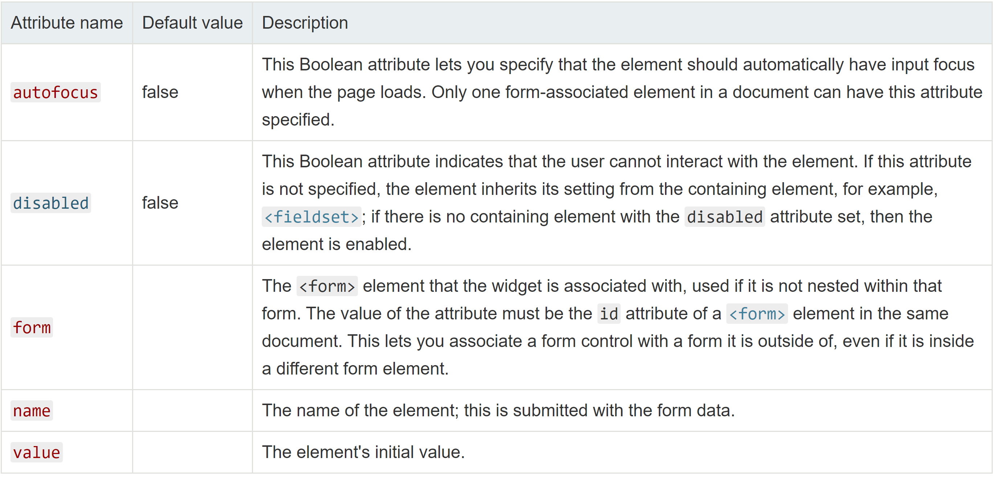 Attribute name Default value Description
This Boolean attribute lets you specify that the element should automatically have input focus
autofocus false when the page loads. Only one form-associated element in a document can have this attribute
specified.
This Boolean attribute indicates that the user cannot interact with the element. If this attribute
is not specified, the element inherits its setting from the containing element, for example,
disabled false
<fieldset>; if there is no containing element with the disabled attribute set, then the
element is enabled.
The <form> element that the widget is associated with, used if it is not nested within that
form. The value of the attribute must be the id attribute of a <form> element in the same
form
document. This lets you associate a form control with a form it is outside of, even if it is inside
a different form element.
name The name of the element; this is submitted with the form data.
value The element's initial value.